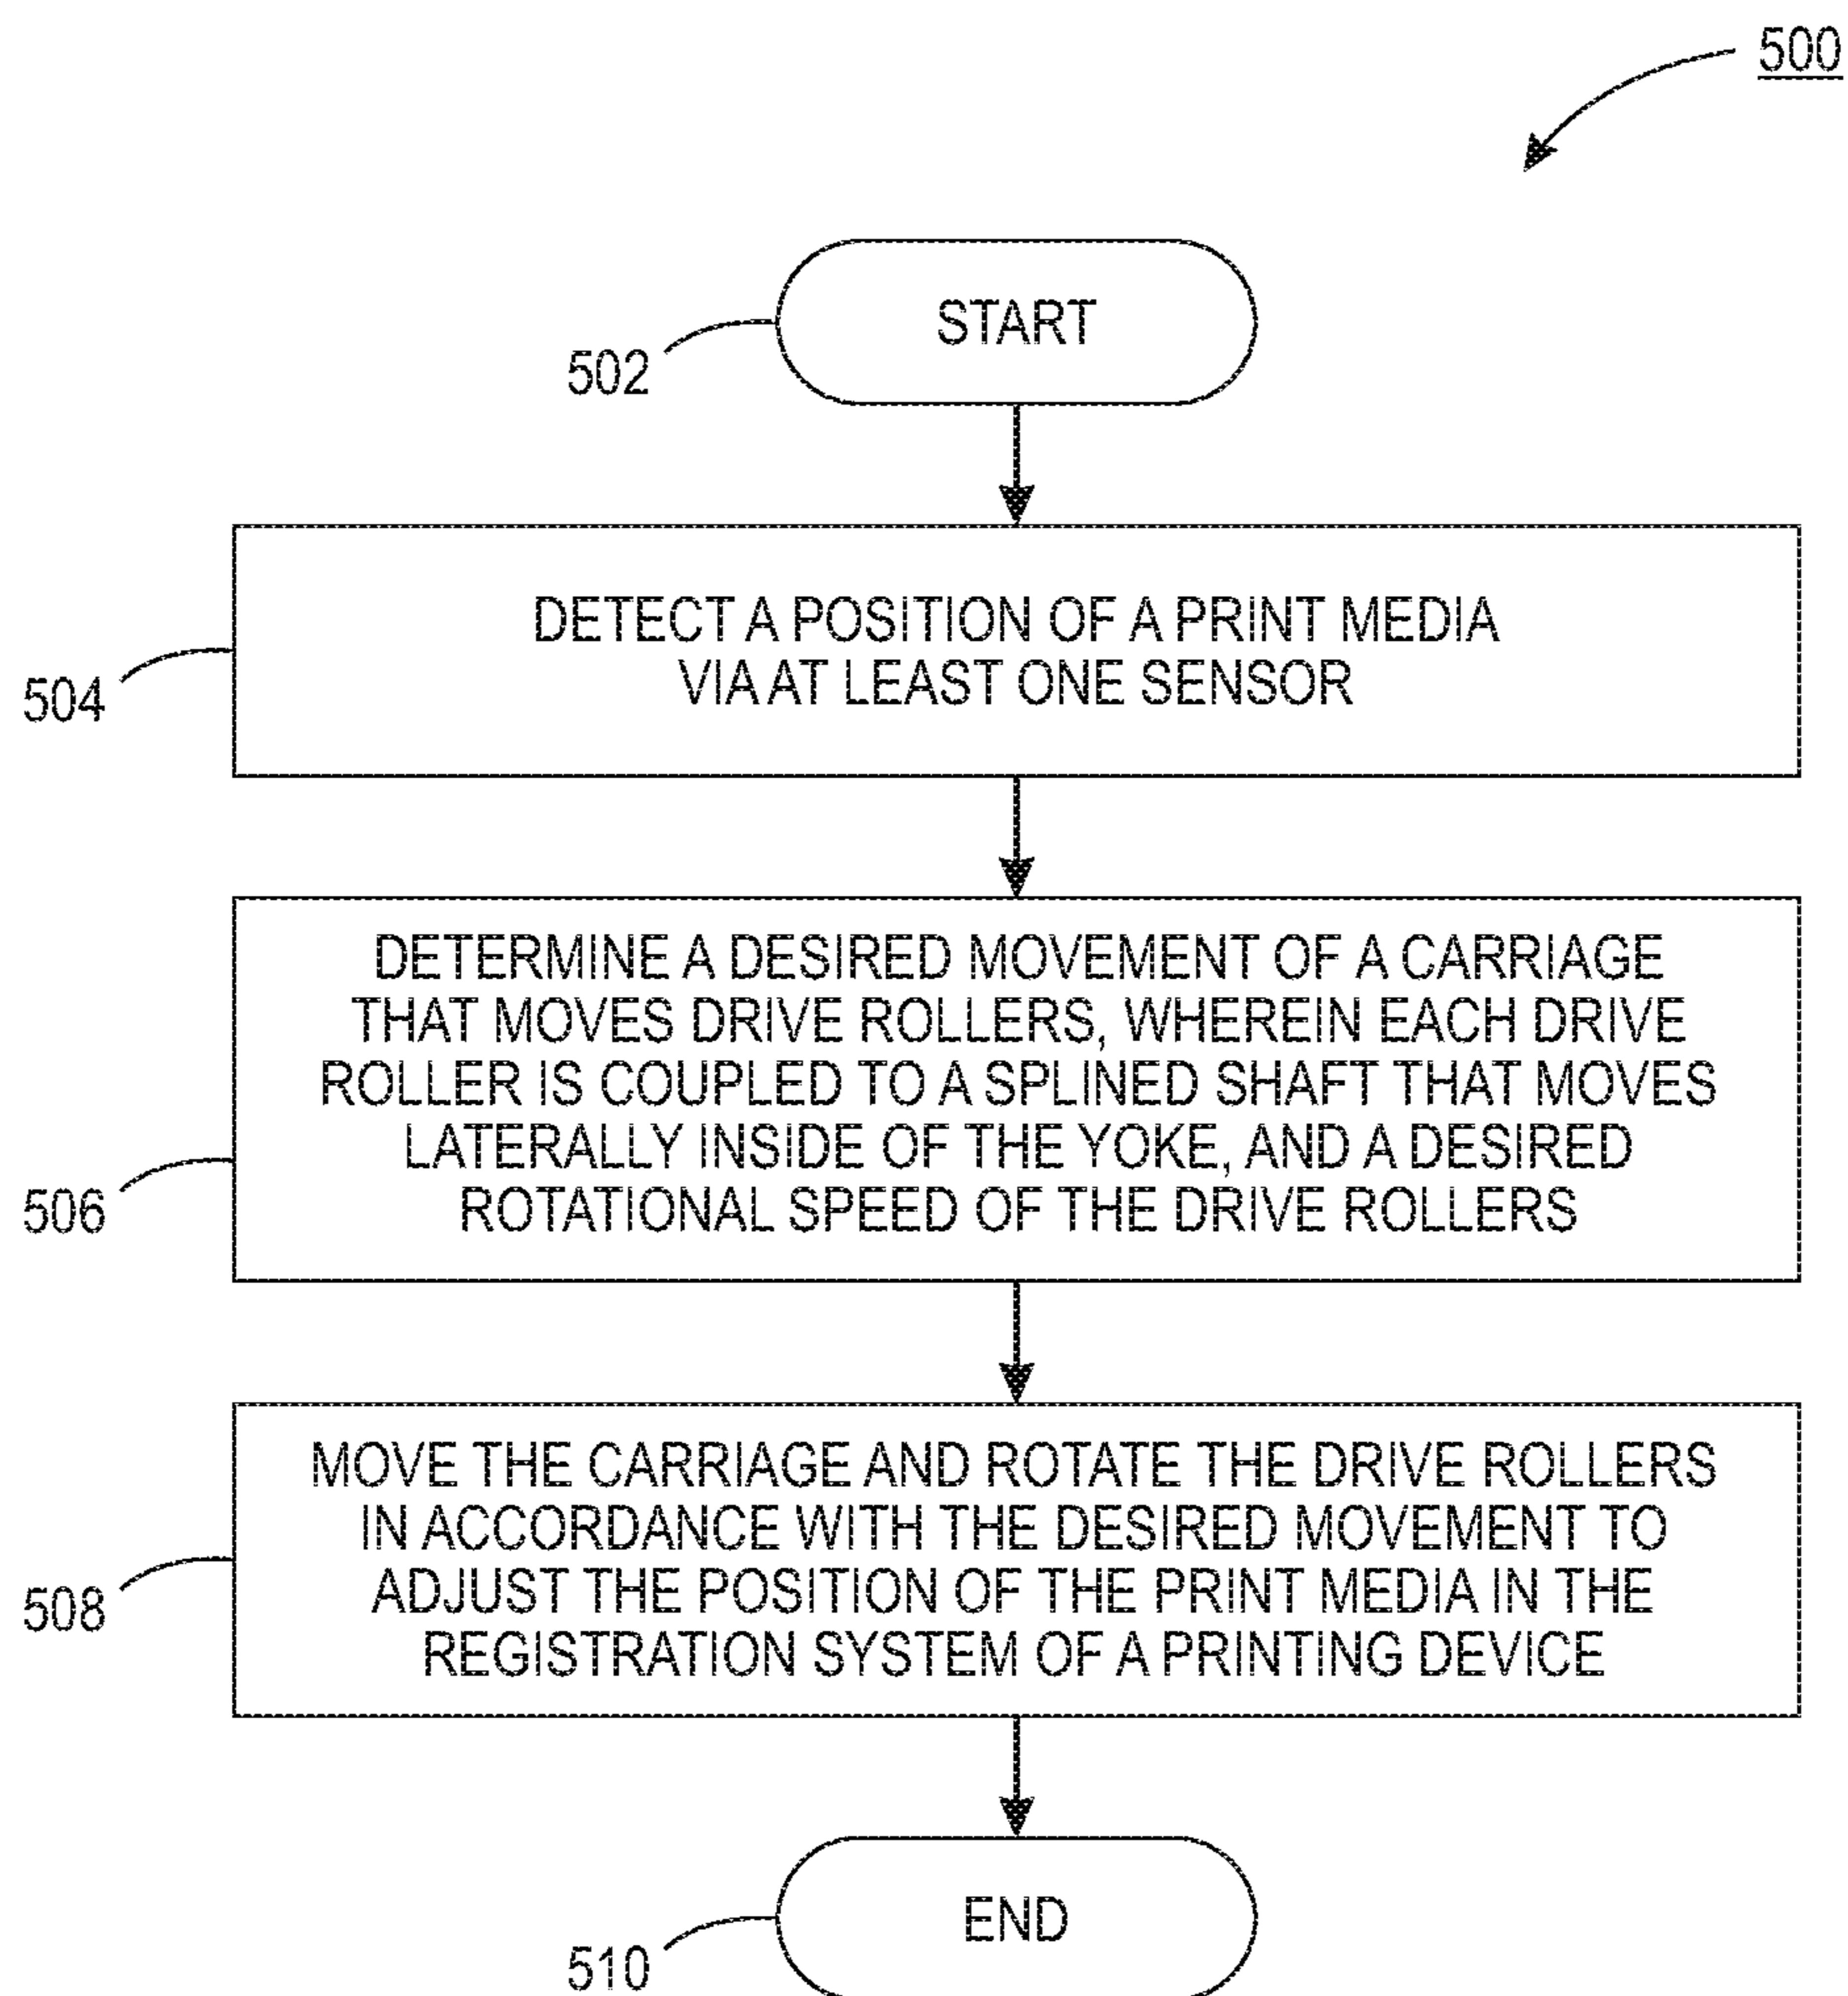 500
START
502
DETECT A POSITION OF A PRINT MEDIA
VIA AT LEAST ONE SENSOR
504
DETERMINE A DESIRED MOVEMENT OF A CARRIAGE
THAT MOVES DRIVE ROLLERS, WHEREIN EACH DRIVE
ROLLER IS COUPLED TO A SPLINED SHAFT THAT MOVES
LATERALLY INSIDE OF THE YOKE, AND A DESIRED
ROTATIONAL SPEED OF THE DRIVE ROLLERS
506
MOVE THE CARRIAGE AND ROTATE THE DRIVE ROLLERS
IN ACCORDANCE WITH THE DESIRED MOVEMENT TO
ADJUST THE POSITION OF THE PRINT MEDIA IN THE
REGISTRATION SYSTEM OF A PRINTING DEVICE
508
END
510